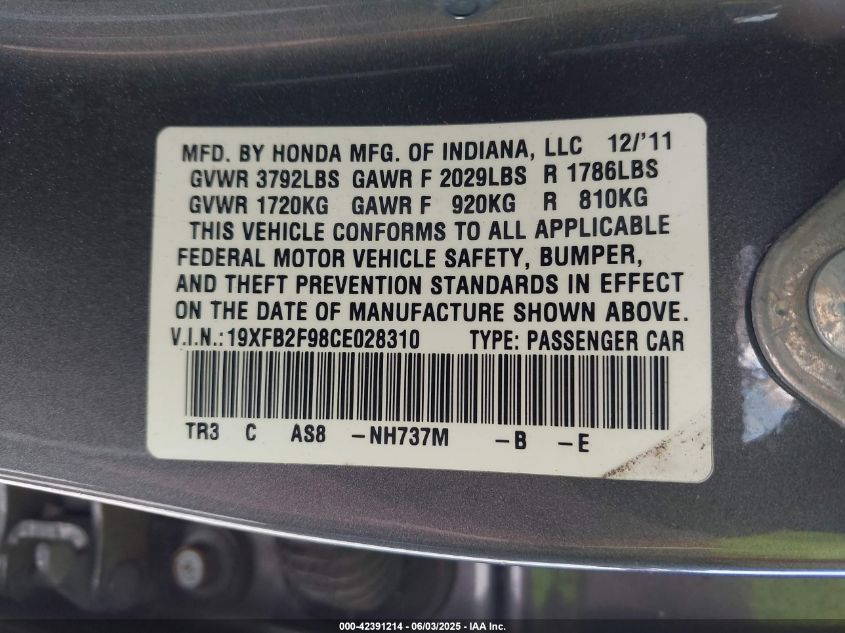 MFD. BY HONDA MFG. OF INDIANA, LLC 12/'11
GVWR 3792LBS GAWR F 2029LBS R 1786LBS
GVWR 1720KG GAWR F 920KG R 810KG
THIS VEHICLE CONFORMS TO ALL APPLICABLE
FEDERAL MOTOR VEHICLE SAFETY, BUMPER,
AND THEFT PREVENTION STANDARDS IN EFFECT
ON THE DATE OF MANUFACTURE SHOWN ABOVE.
V.I.N.:19XFB2F98CE028310 TYPE: PASSENGER CAR
TR3 C AS8 -NH737M -B -E
000-42391214 - 06/03/2025 - IAA Inc.